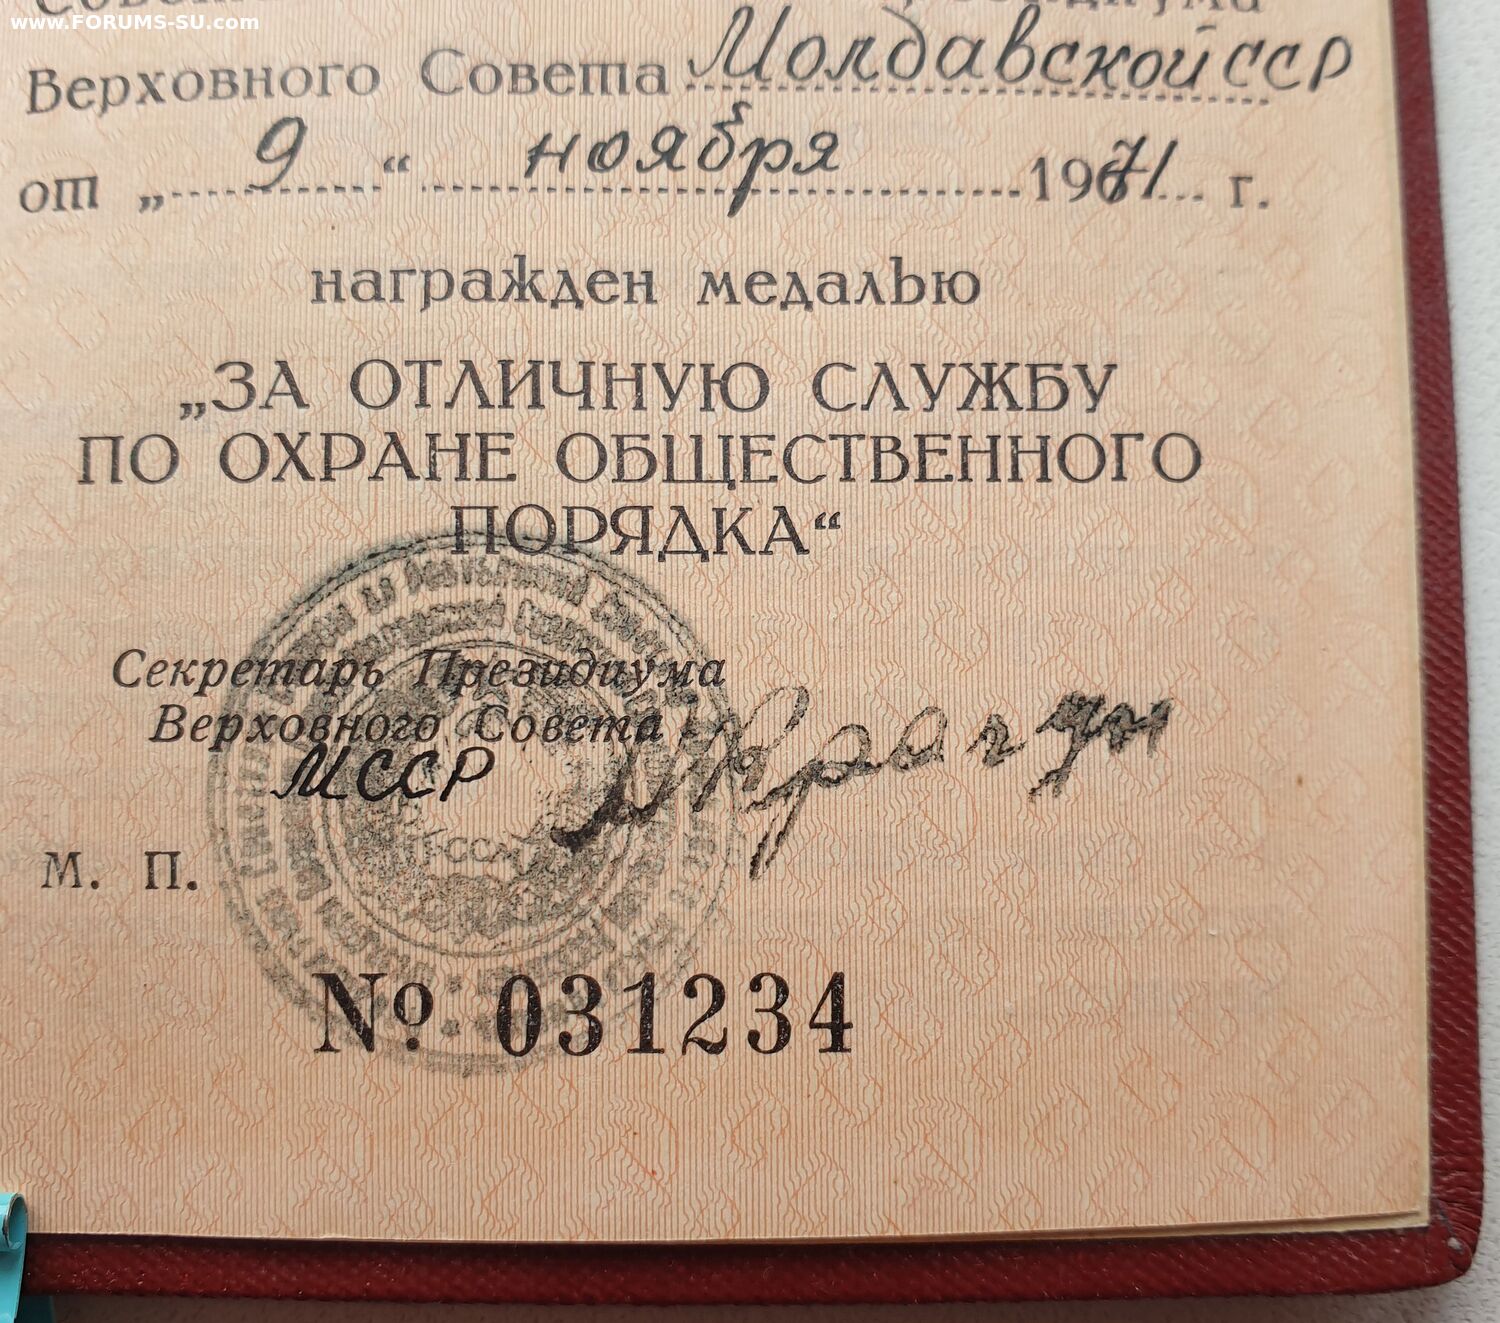 www.FORUMS-SU.com
Верховного Совета Молдавской ССР
от „ 9 “ ноября 1971 г.
награжден медалью
„ЗА ОТЛИЧНУЮ СЛУЖБУ
ПО ОХРАНЕ ОБЩЕСТВЕННОГО
ПОРЯДКА“
Секретарь Президиума
Верховного Совета
МССР
М. П.
№ 031234